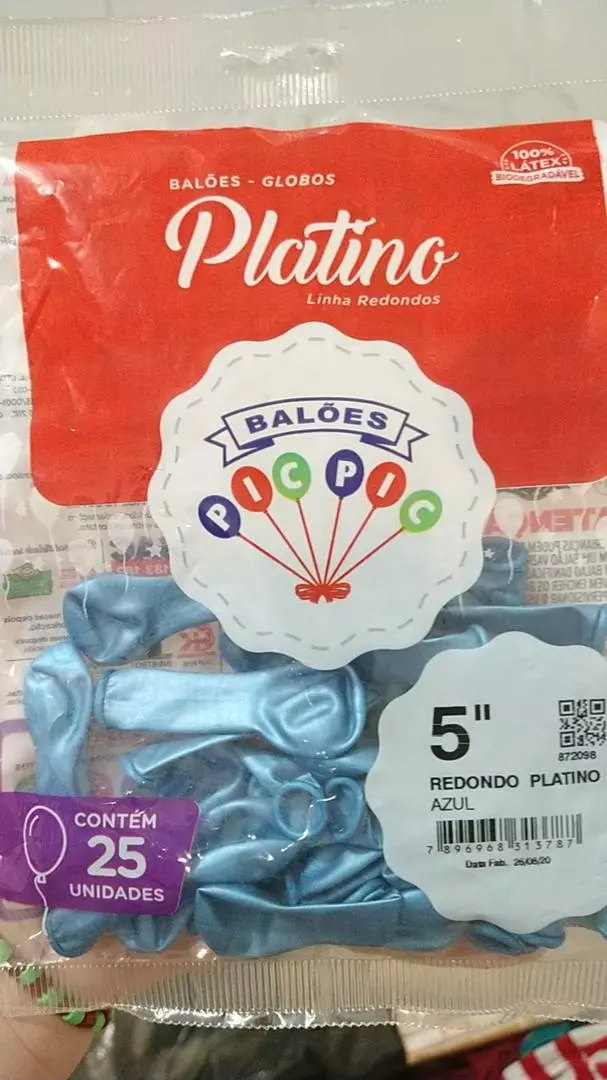 100%
LÁTEX
BIODEGRADÁVEL
BALÕES - GLOBOS
Platino
Linha Redondos
BALÕES
PIC PIC
5"
872098
REDONDO PLATINO
AZUL
7 896968 313787
Data Fab. 26/08/20
CONTÉM
25
UNIDADES